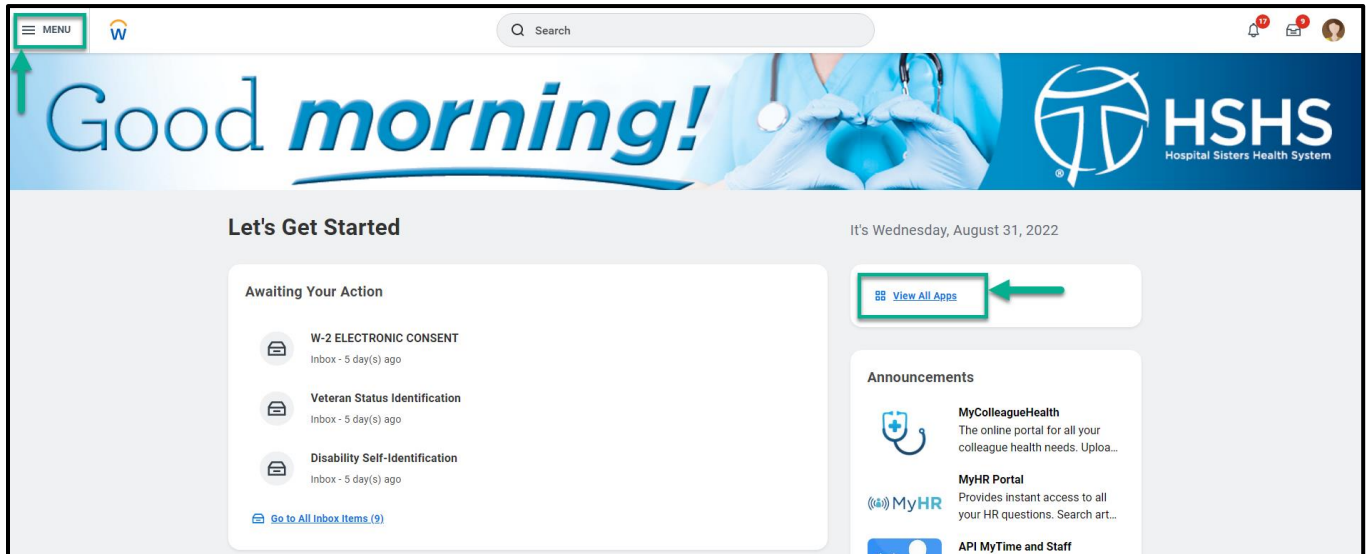 MENU
Search
17
9
Good morning!
HSHS
Hospital Sisters Health System
®
Let's Get Started
It's Wednesday, August 31, 2022
Awaiting Your Action
W-2 ELECTRONIC CONSENT
Inbox - 5 day(s) ago
Veteran Status Identification
Inbox - 5 day(s) ago
Disability Self-Identification
Inbox - 5 day(s) ago
Go to All Inbox Items (9)
View All Apps
Announcements
MyColleagueHealth
The online portal for all your
colleague health needs. Uploa...
MyHR
MyHR Portal
Provides instant access to all
your HR questions. Search art...
API MyTime and Staff